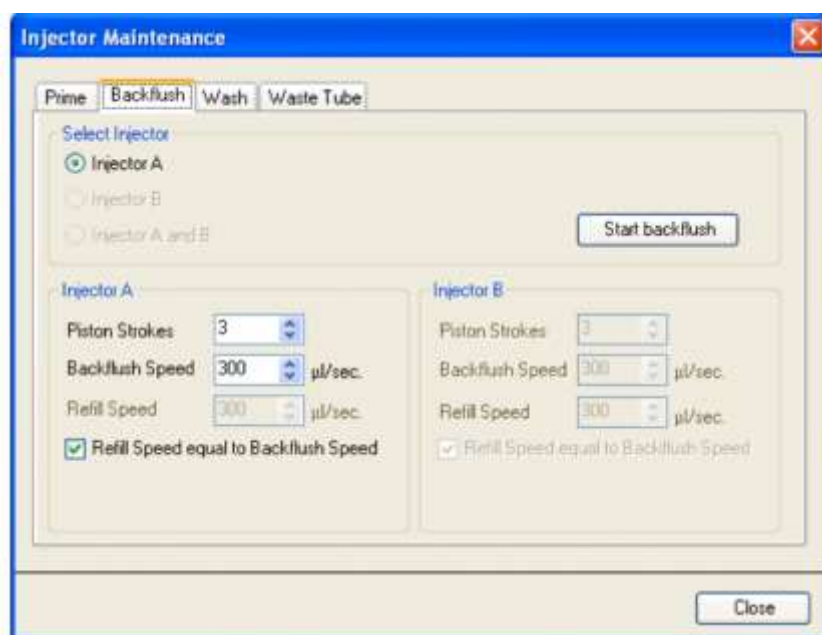 Injector Maintenance
Prime Backflush Wash Waste Tube
Select Injector
Injector A
Injector B
Injector A and B
Start backflush
Injector A
Piston Strokes 3
Backflush Speed 300 µl/sec.
Refill Speed 300 µl/sec.
Refill Speed equal to Backflush Speed
Injector B
Piston Strokes 3
Backflush Speed 300 µl/sec.
Refill Speed 300 µl/sec.
Refill Speed equal to Backflush Speed
Close